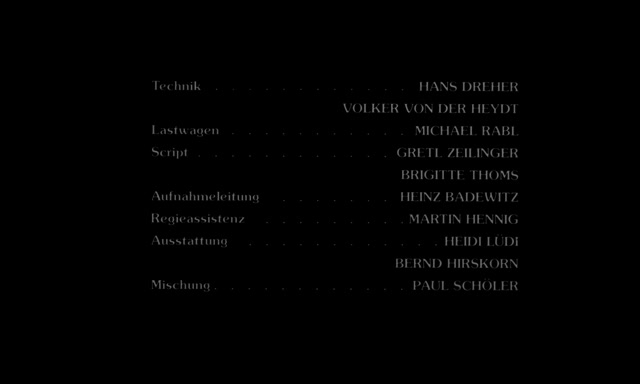 Technik . . . . . . . . . . . . HANS DREHER
VOLKER VON DER HEYDT
Lastwagen . . . . . . . . . . . MICHAEL RABL
Script . . . . . . . . . . . . GRETL ZEILINGER
BRIGITTE THOMS
Aufnahmeleitung . . . . . . . HEINZ BADEWITZ
Regieassistenz . . . . . . . . MARTIN HENNIG
Ausstattung . . . . . . . . . . . HEIDI LÜDI
BERND HIRSKORN
Mischung . . . . . . . . . . . . PAUL SCHÖLER